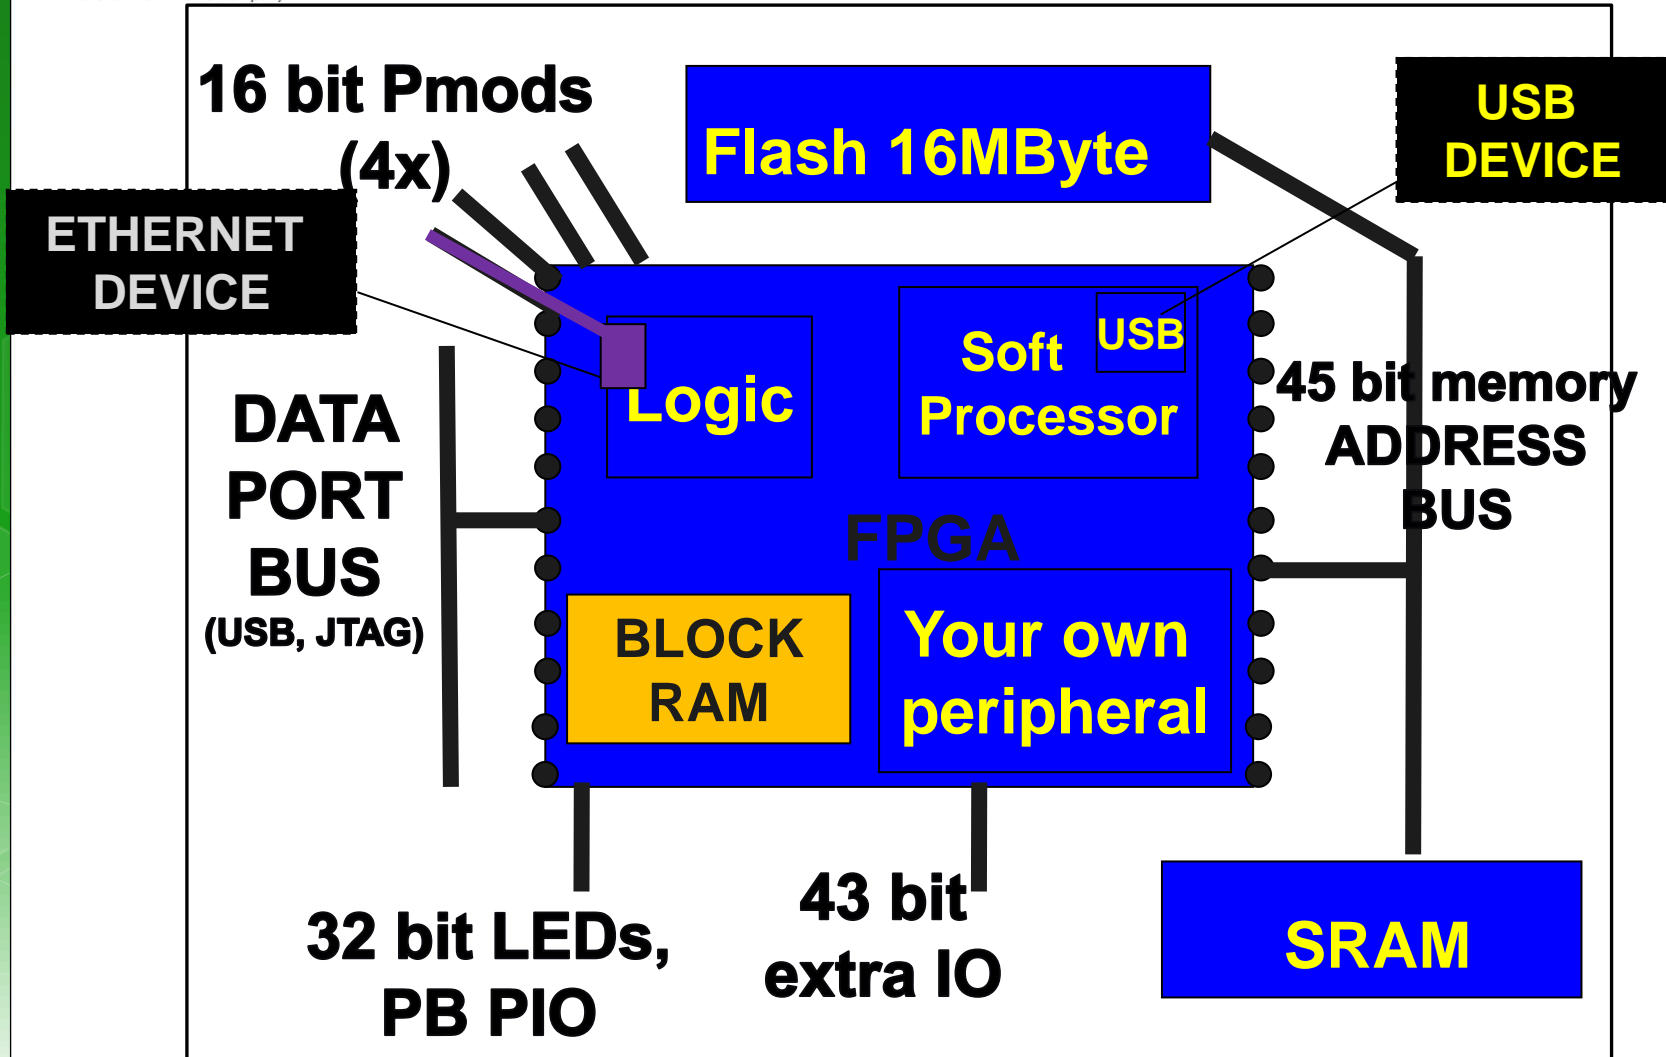 16 bit Pmods
(4x)
Flash 16MByte
USB
DEVICE
ETHERNET
DEVICE
Logic
Soft
Processor
USB
45 bit memory
ADDRESS
BUS
DATA
PORT
BUS
(USB, JTAG)
FPGA
BLOCK
RAM
Your own
peripheral
32 bit LEDs,
PB PIO
43 bit
extra IO
SRAM